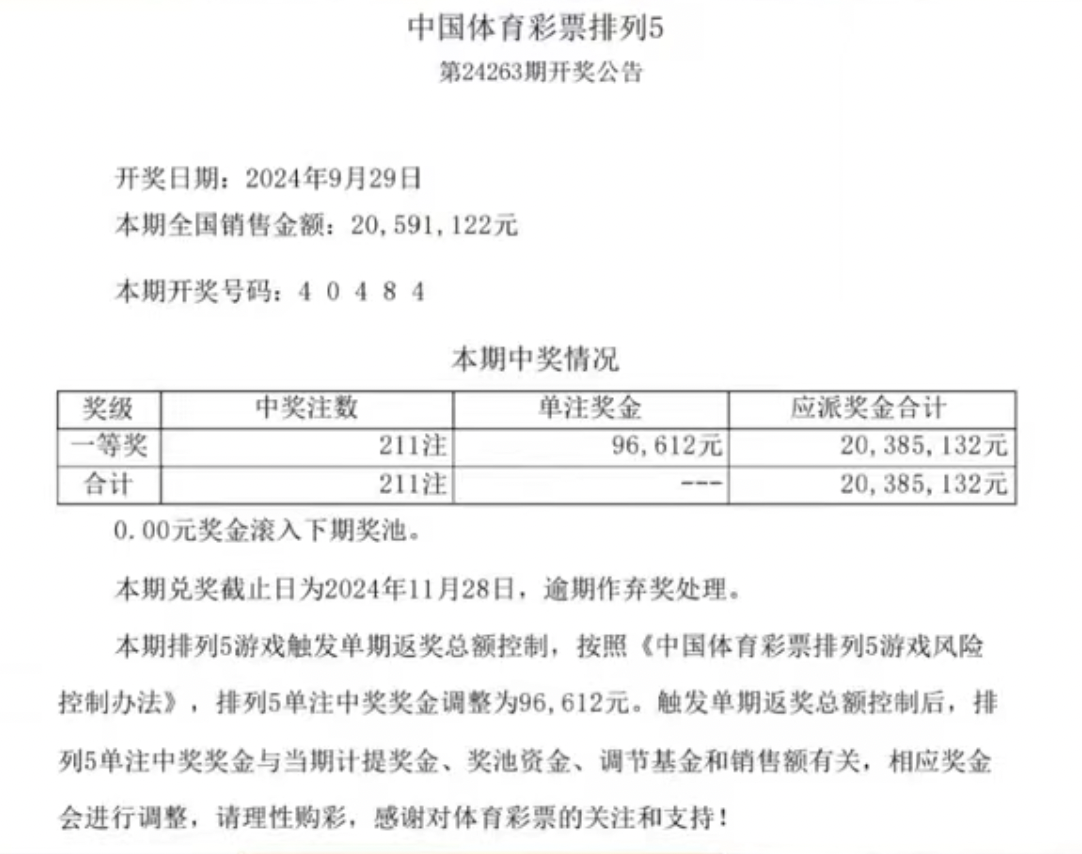 中国体育彩票排列5
第24263期开奖公告
开奖日期：2024年9月29日
本期全国销售金额：20,591,122元
本期开奖号码：4 0 4 8 4
本期中奖情况
奖级 中奖注数 单注奖金 应派奖金合计
一等奖 211注 96,612元 20,385,132元
合计 211注 --- 20,385,132元
0.00元奖金滚入下期奖池。
本期兑奖截止日为2024年11月28日，逾期作弃奖处理。
本期排列5游戏触发单期返奖总额控制，按照《中国体育彩票排列5游戏风险
控制办法》，排列5单注中奖奖金调整为96,612元。触发单期返奖总额控制后，排
列5单注中奖奖金与当期计提奖金、奖池资金、调节基金和销售额有关，相应奖金
会进行调整，请理性购彩，感谢对体育彩票的关注和支持！